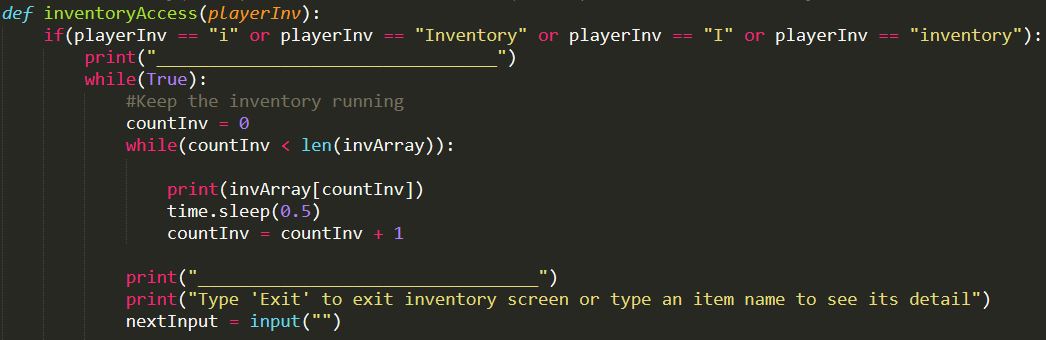 def inventoryAccess(playerInv):
if(playerInv == "i" or playerInv == "Inventory" or playerInv == "I" or playerInv == "inventory"):
print("_________________________________")
while(True):
#Keep the inventory running
countInv = 0
while(countInv < len(invArray)):
print(invArray[countInv])
time.sleep(0.5)
countInv = countInv + 1
print("_________________________________")
print("Type 'Exit' to exit inventory screen or type an item name to see its detail")
nextInput = input("")